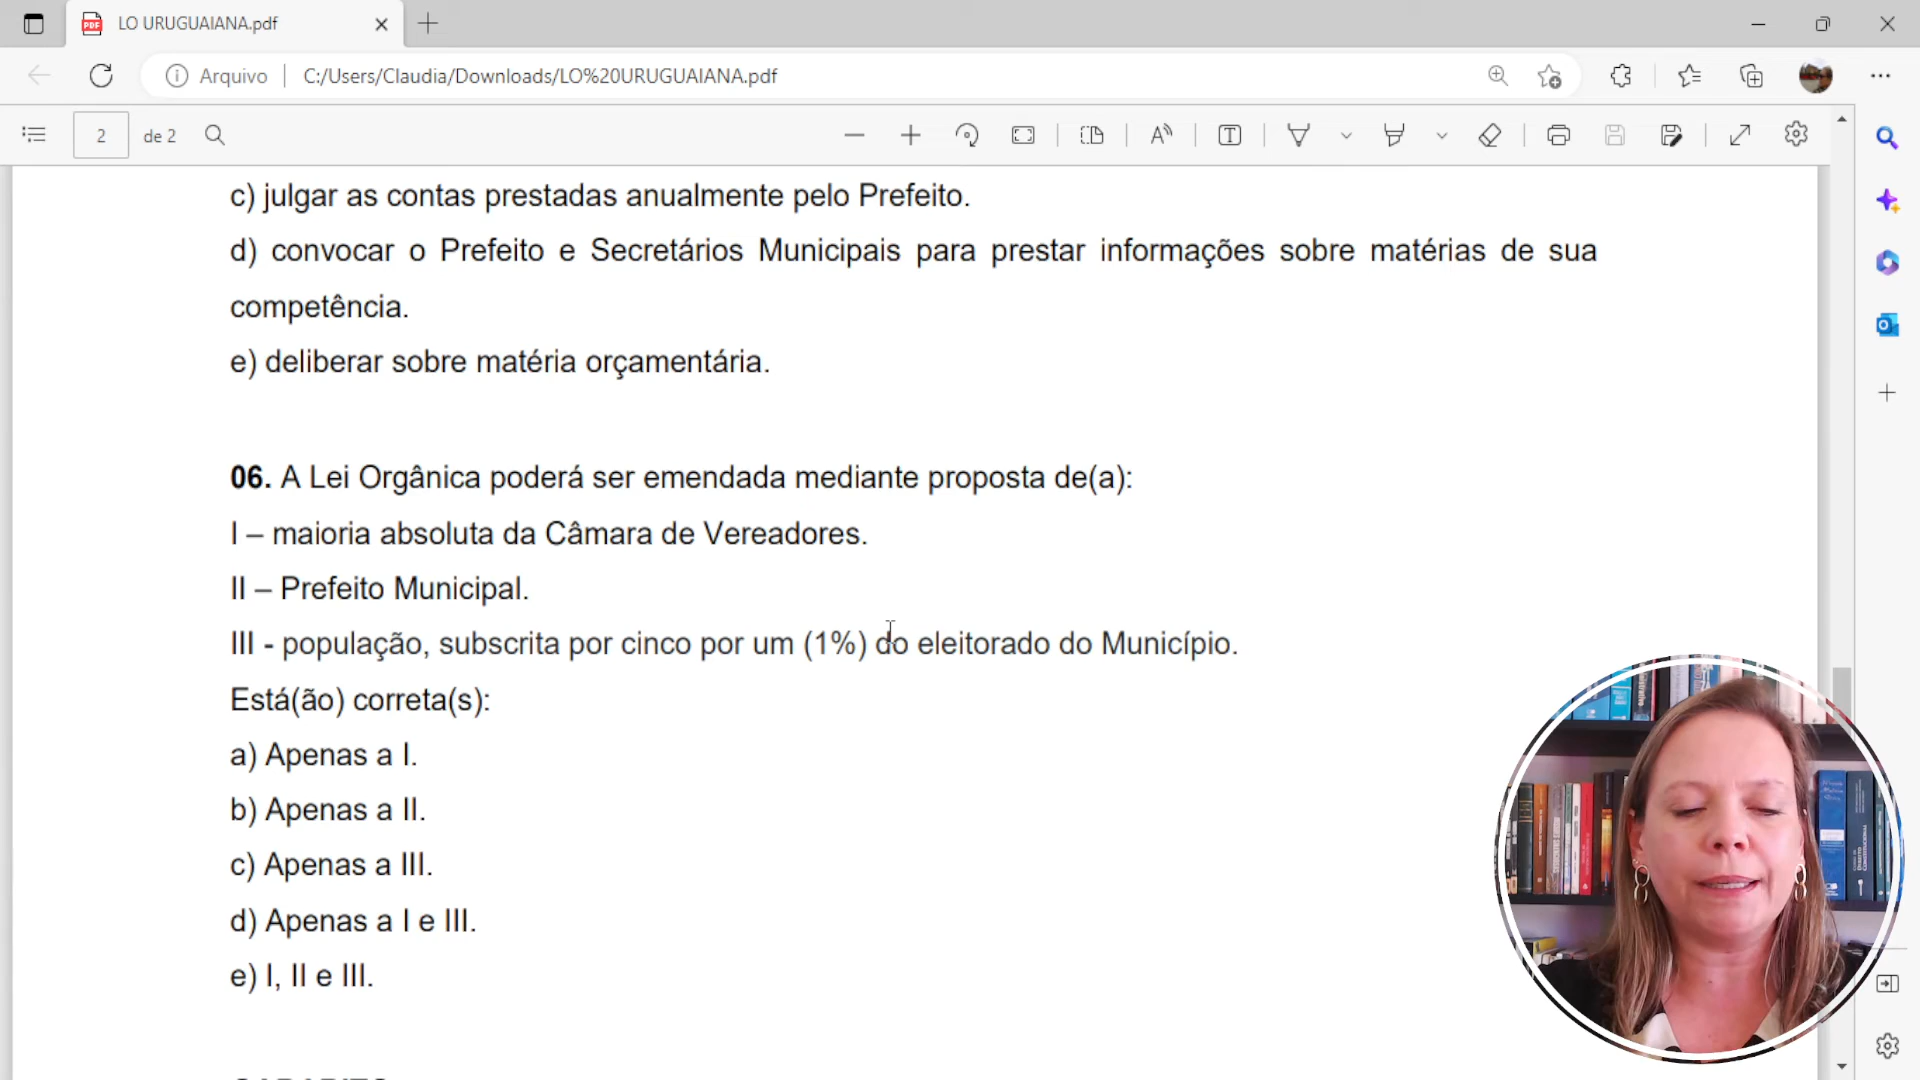 LO URUGUAIANA.pdf
Arquivo
C:/Users/Claudia/Downloads/LO%20URUGUAIANA.pdf
2 de 2
c) julgar as contas prestadas anualmente pelo Prefeito.
d) convocar o Prefeito e Secretários Municipais para prestar informações sobre matérias de sua
competência.
e) deliberar sobre matéria orçamentária.
06. A Lei Orgânica poderá ser emendada mediante proposta de(a):
I – maioria absoluta da Câmara de Vereadores.
II – Prefeito Municipal.
III - população, subscrita por cinco por um (1%) do eleitorado do Município.
Está(ão) correta(s):
a) Apenas a I.
b) Apenas a II.
c) Apenas a III.
d) Apenas a I e III.
e) I, II e III.